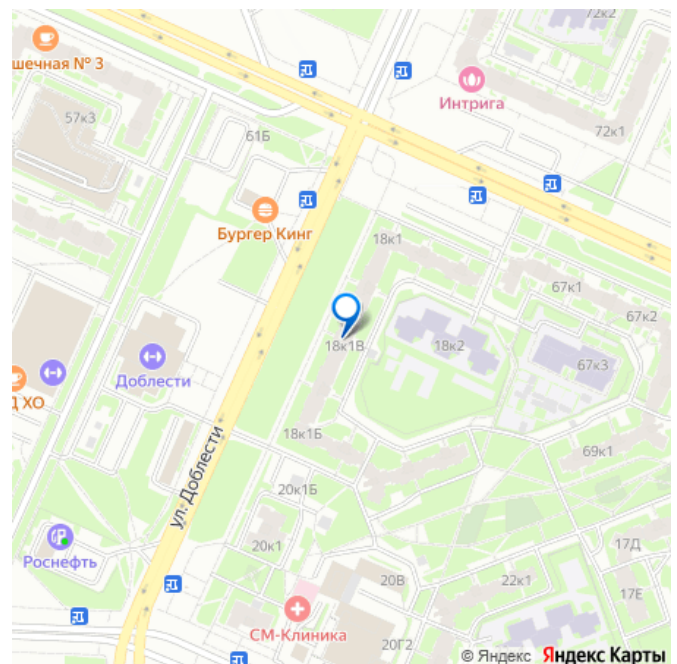 72к2
шечная № 3
Интрига
57к3
61Б
72к1
Бургер Кинг
18к1
67к1
67к2
18к1В
18к2
67к3
Доблести
Д ХО
18к1Б
69к1
ул. Доблести
20к1Б
Роснефть
20к1
17Д
20В
22к1
17Е
СМ-Клиника
20Г2
© Яндекс Яндекс Карты